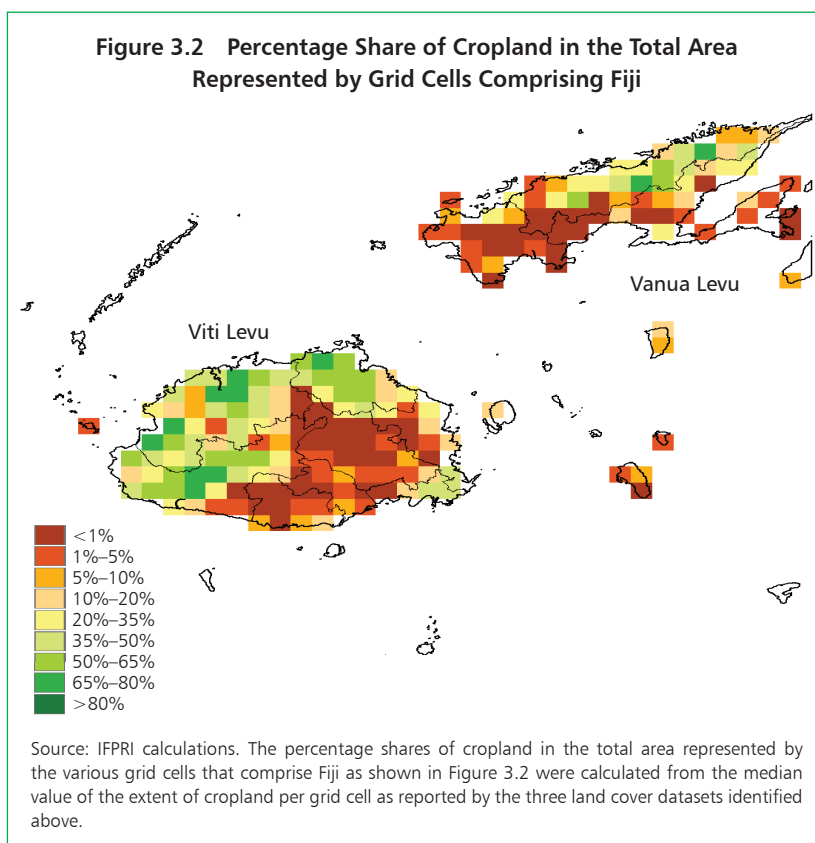 Figure 3.2 Percentage Share of Cropland in the Total Area
Represented by Grid Cells Comprising Fiji
Vanua Levu
Viti Levu
<1%
1%–5%
5%–10%
10%–20%
20%–35%
35%–50%
50%–65%
65%–80%
>80%
Source: IFPRI calculations. The percentage shares of cropland in the total area represented by
the various grid cells that comprise Fiji as shown in Figure 3.2 were calculated from the median
value of the extent of cropland per grid cell as reported by the three land cover datasets identified
above.